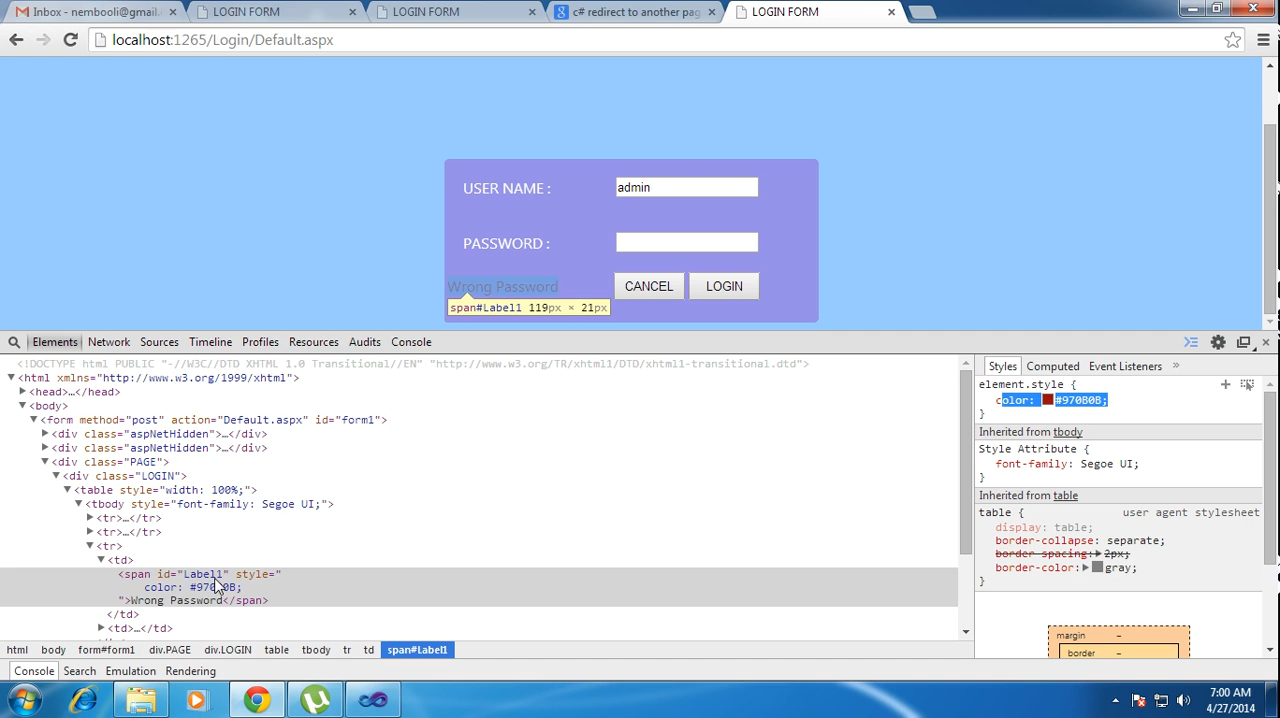 Inbox - nembooli@gmail. LOGIN FORM LOGIN FORM c# redirect to another pag LOGIN FORM
localhost:1265/Login/Default.aspx
USER NAME : admin
PASSWORD :
Wrong Password CANCEL LOGIN
span#Label1 119px × 21px
Elements Network Sources Timeline Profiles Resources Audits Console
<!DOCTYPE html PUBLIC "-//W3C//DTD XHTML 1.0 Transitional//EN" "http://www.w3.org/TR/xhtml1/DTD/xhtml1-transitional.dtd">
<html xmlns="http://www.w3.org/1999/xhtml">
<head>…</head>
<body>
<form method="post" action="Default.aspx" id="form1">
<div class="aspNetHidden">…</div>
<div class="aspNetHidden">…</div>
<div class="PAGE">
<div class="LOGIN">
<table style="width: 100%;">
<tbody style="font-family: Segoe UI;">
<tr>…</tr>
<tr>…</tr>
<tr>
<td>
<span id="Label1" style="
color: #970B0B;
">Wrong Password</span>
</td>
<td>…</td>
html body form#form1 div.PAGE div.LOGIN table tbody tr td span#Label1
Styles Computed Event Listeners »
element.style {
color: #970B0B;
}
Inherited from tbody
Style Attribute {
font-family: Segoe UI;
}
Inherited from table
table { user agent stylesheet
display: table;
border-collapse: separate;
border-spacing: 2px;
border-color: gray;
}
margin –
border –
Console Search Emulation Rendering
7:00 AM
4/27/2014